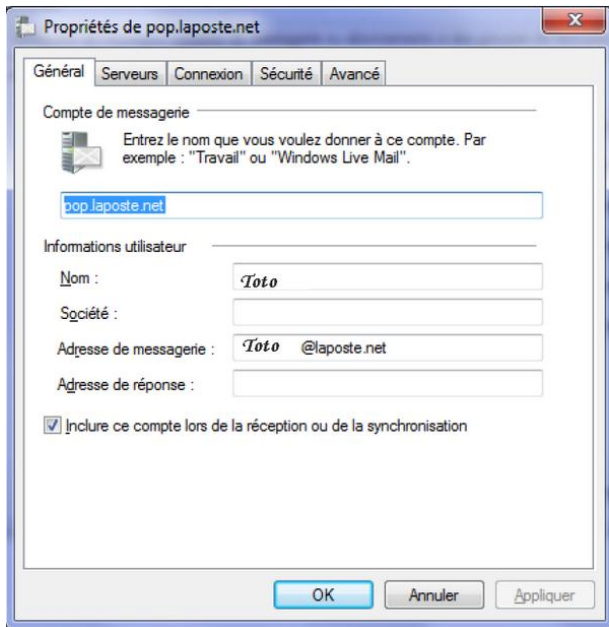 Propriétés de pop.laposte.net
Général Serveurs Connexion Sécurité Avancé
Compte de messagerie
Entrez le nom que vous voulez donner à ce compte. Par
exemple : "Travail" ou "Windows Live Mail".
pop.laposte.net
Informations utilisateur
Nom : Toto
Société :
Adresse de messagerie : Toto @laposte.net
Adresse de réponse :
Inclure ce compte lors de la réception ou de la synchronisation
OK Annuler Appliquer